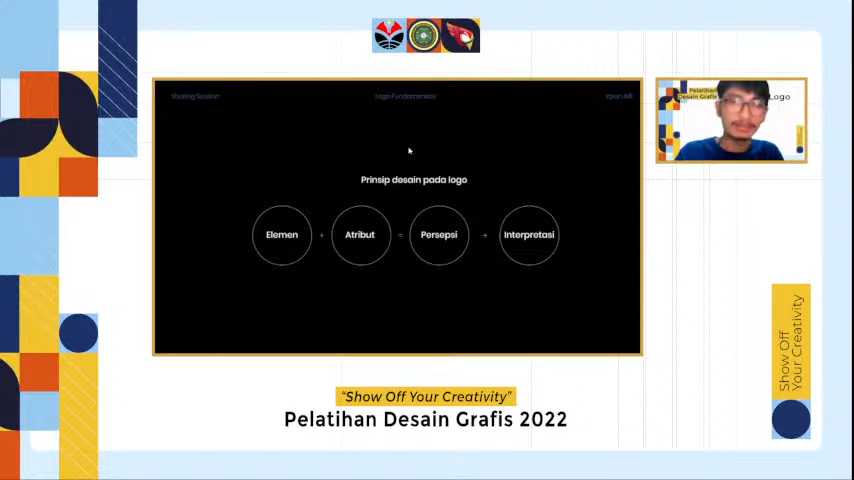 Sharing Session
Logo Fundamentals
Prinsip desain pada logo
Elemen + Atribut = Persepsi → Interpretasi
Pelatihan
Desain Grafis
Logo
Show Off
Your Creativity
“Show Off Your Creativity”
Pelatihan Desain Grafis 2022